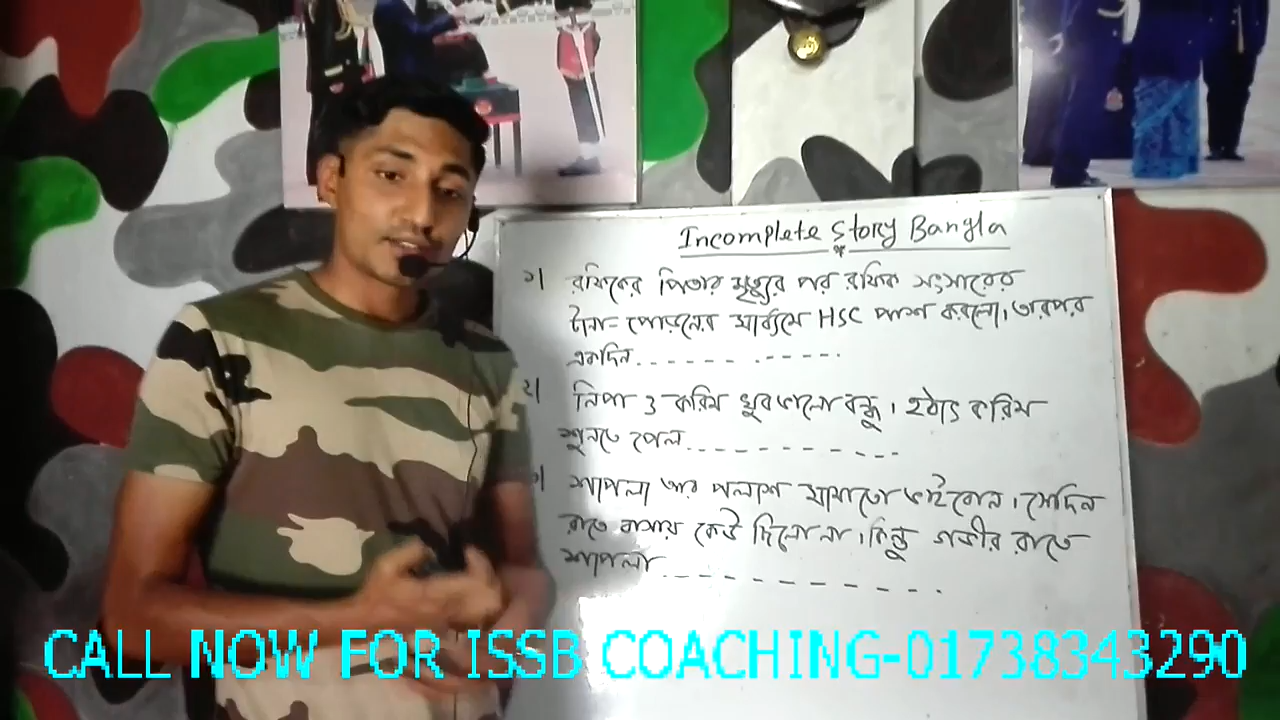 Incomplete Story Bangla
১। রফিকের পিতার মৃত্যুর পর রফিক সংসারের
টানা-পোড়নের মাধ্যমে HSC পাশ করলো, তারপর
একদিন. - - - - - - . - - - - -.
২। নিপা ও করিম খুব ভালো বন্ধু। হঠাৎ করিম
শুনতে পেল. - - - - - - - - - - -
৩। শাপলা আর পলাশ মামাতো ভাইবোন। সেদিন
রাতে বাসায় কেউ ছিলো না। কিন্তু গভীর রাতে
শাপলা. - - - - - - - - - - - .
CALL NOW FOR ISSB COACHING-01738343290